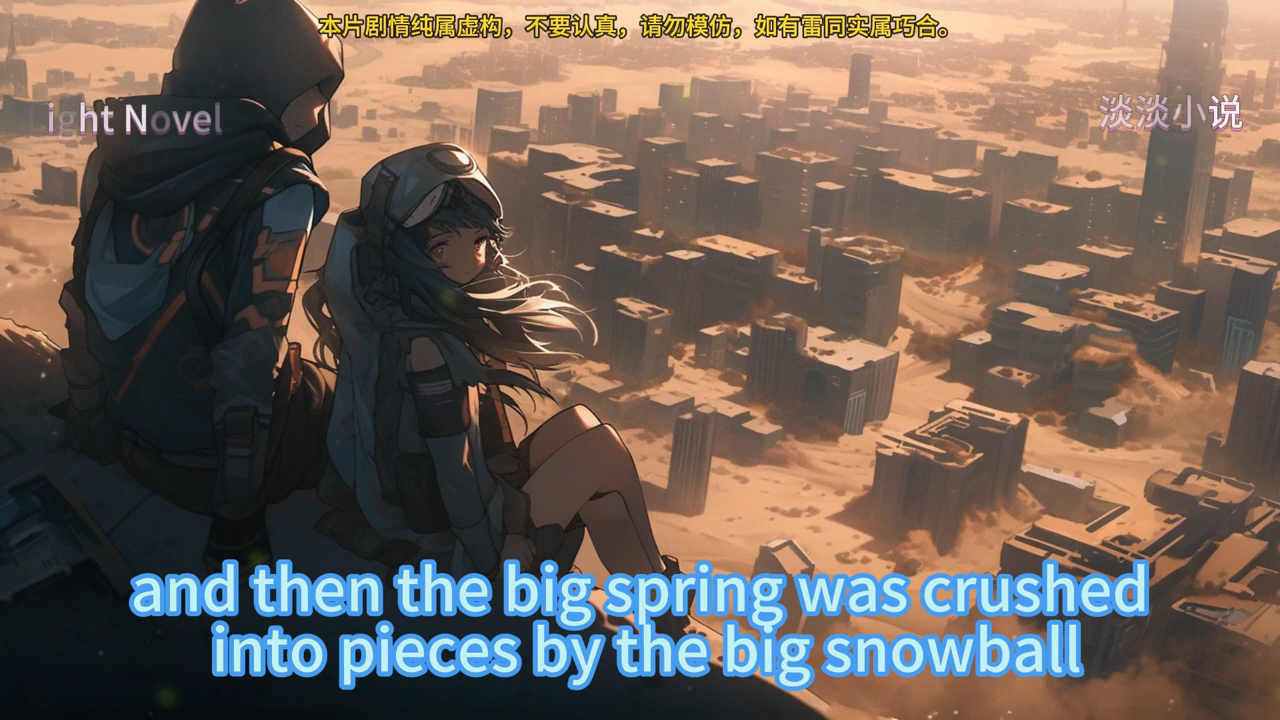 本片剧情纯属虚构，不要认真，请勿模仿，如有雷同实属巧合。
ight Novel
淡淡小说
and then the big spring was crushed
into pieces by the big snowball